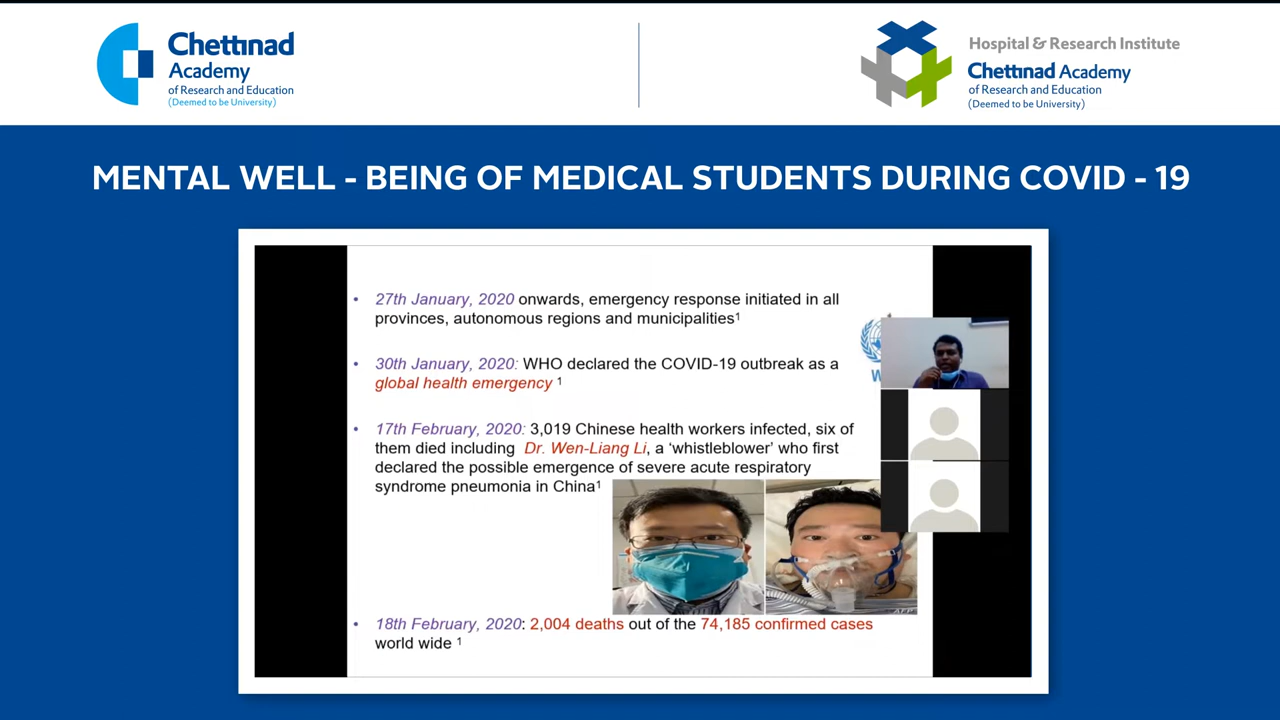 Chettinad
Academy
of Research and Education
(Deemed to be University)
Hospital & Research Institute
Chettinad Academy
of Research and Education
(Deemed to be University)
MENTAL WELL - BEING OF MEDICAL STUDENTS DURING COVID - 19
• 27th January, 2020 onwards, emergency response initiated in all
provinces, autonomous regions and municipalities¹
• 30th January, 2020: WHO declared the COVID-19 outbreak as a
global health emergency ¹
W
• 17th February, 2020: 3,019 Chinese health workers infected, six of
them died including Dr. Wen-Liang Li, a ‘whistleblower’ who first
declared the possible emergence of severe acute respiratory
syndrome pneumonia in China¹
AFP
• 18th February, 2020: 2,004 deaths out of the 74,185 confirmed cases
world wide ¹